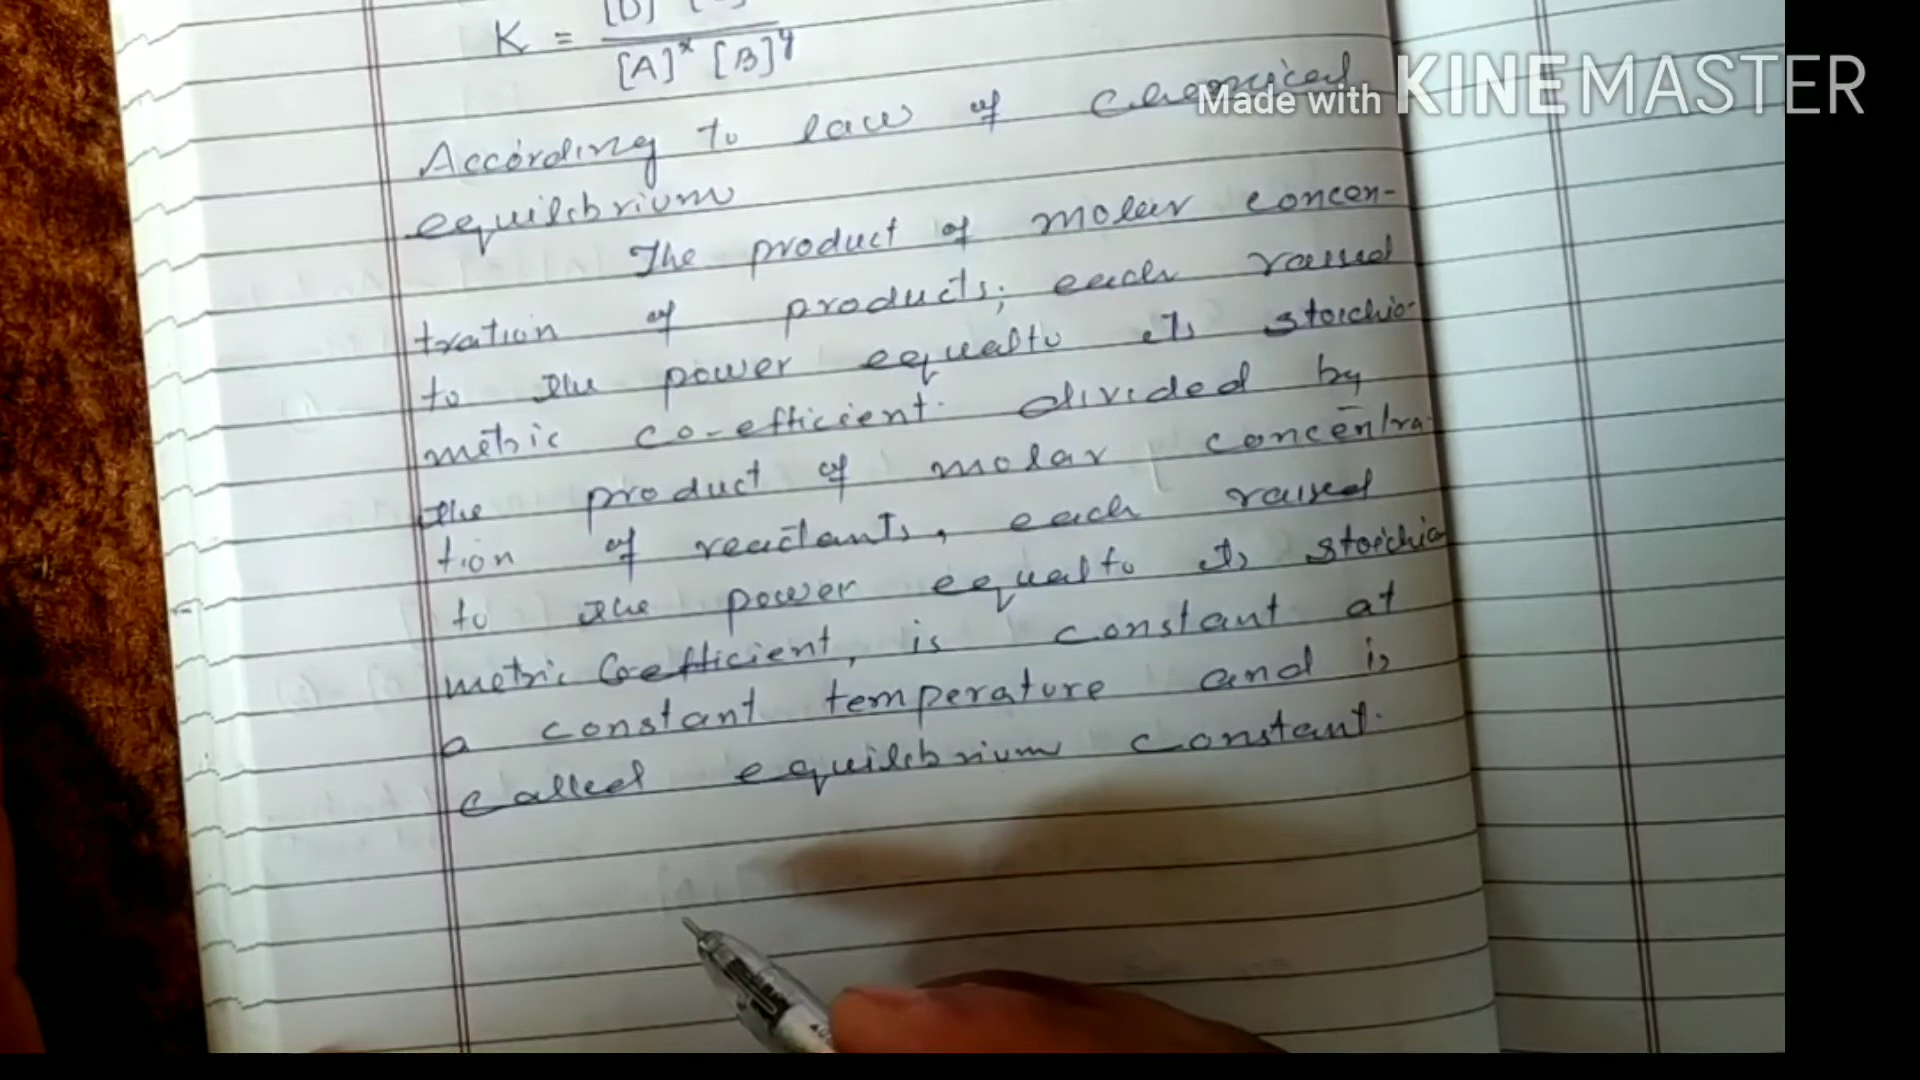 K = [D] / [A]^x [B]^y
Made with KINEMASTER
According to law of chemical
equilibrium
The product of molar concen-
tration of products; each raised
to the power equal to its stoichio-
metric co-efficient. divided by
the product of molar concentra-
tion of reactants, each raised
to the power equal to its stoichio
metric Co-efficient, is constant at
a constant temperature and is
called equilibrium constant.